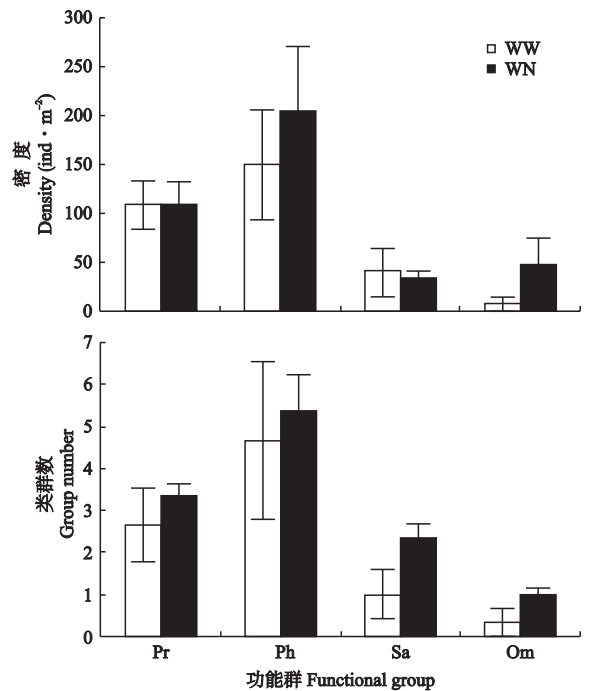 300
250
200
150
100
50
0
密 度
Density (ind·m⁻²)
WW
WN
7
6
5
4
3
2
1
0
类群数
Group number
Pr Ph Sa Om
功能群 Functional group